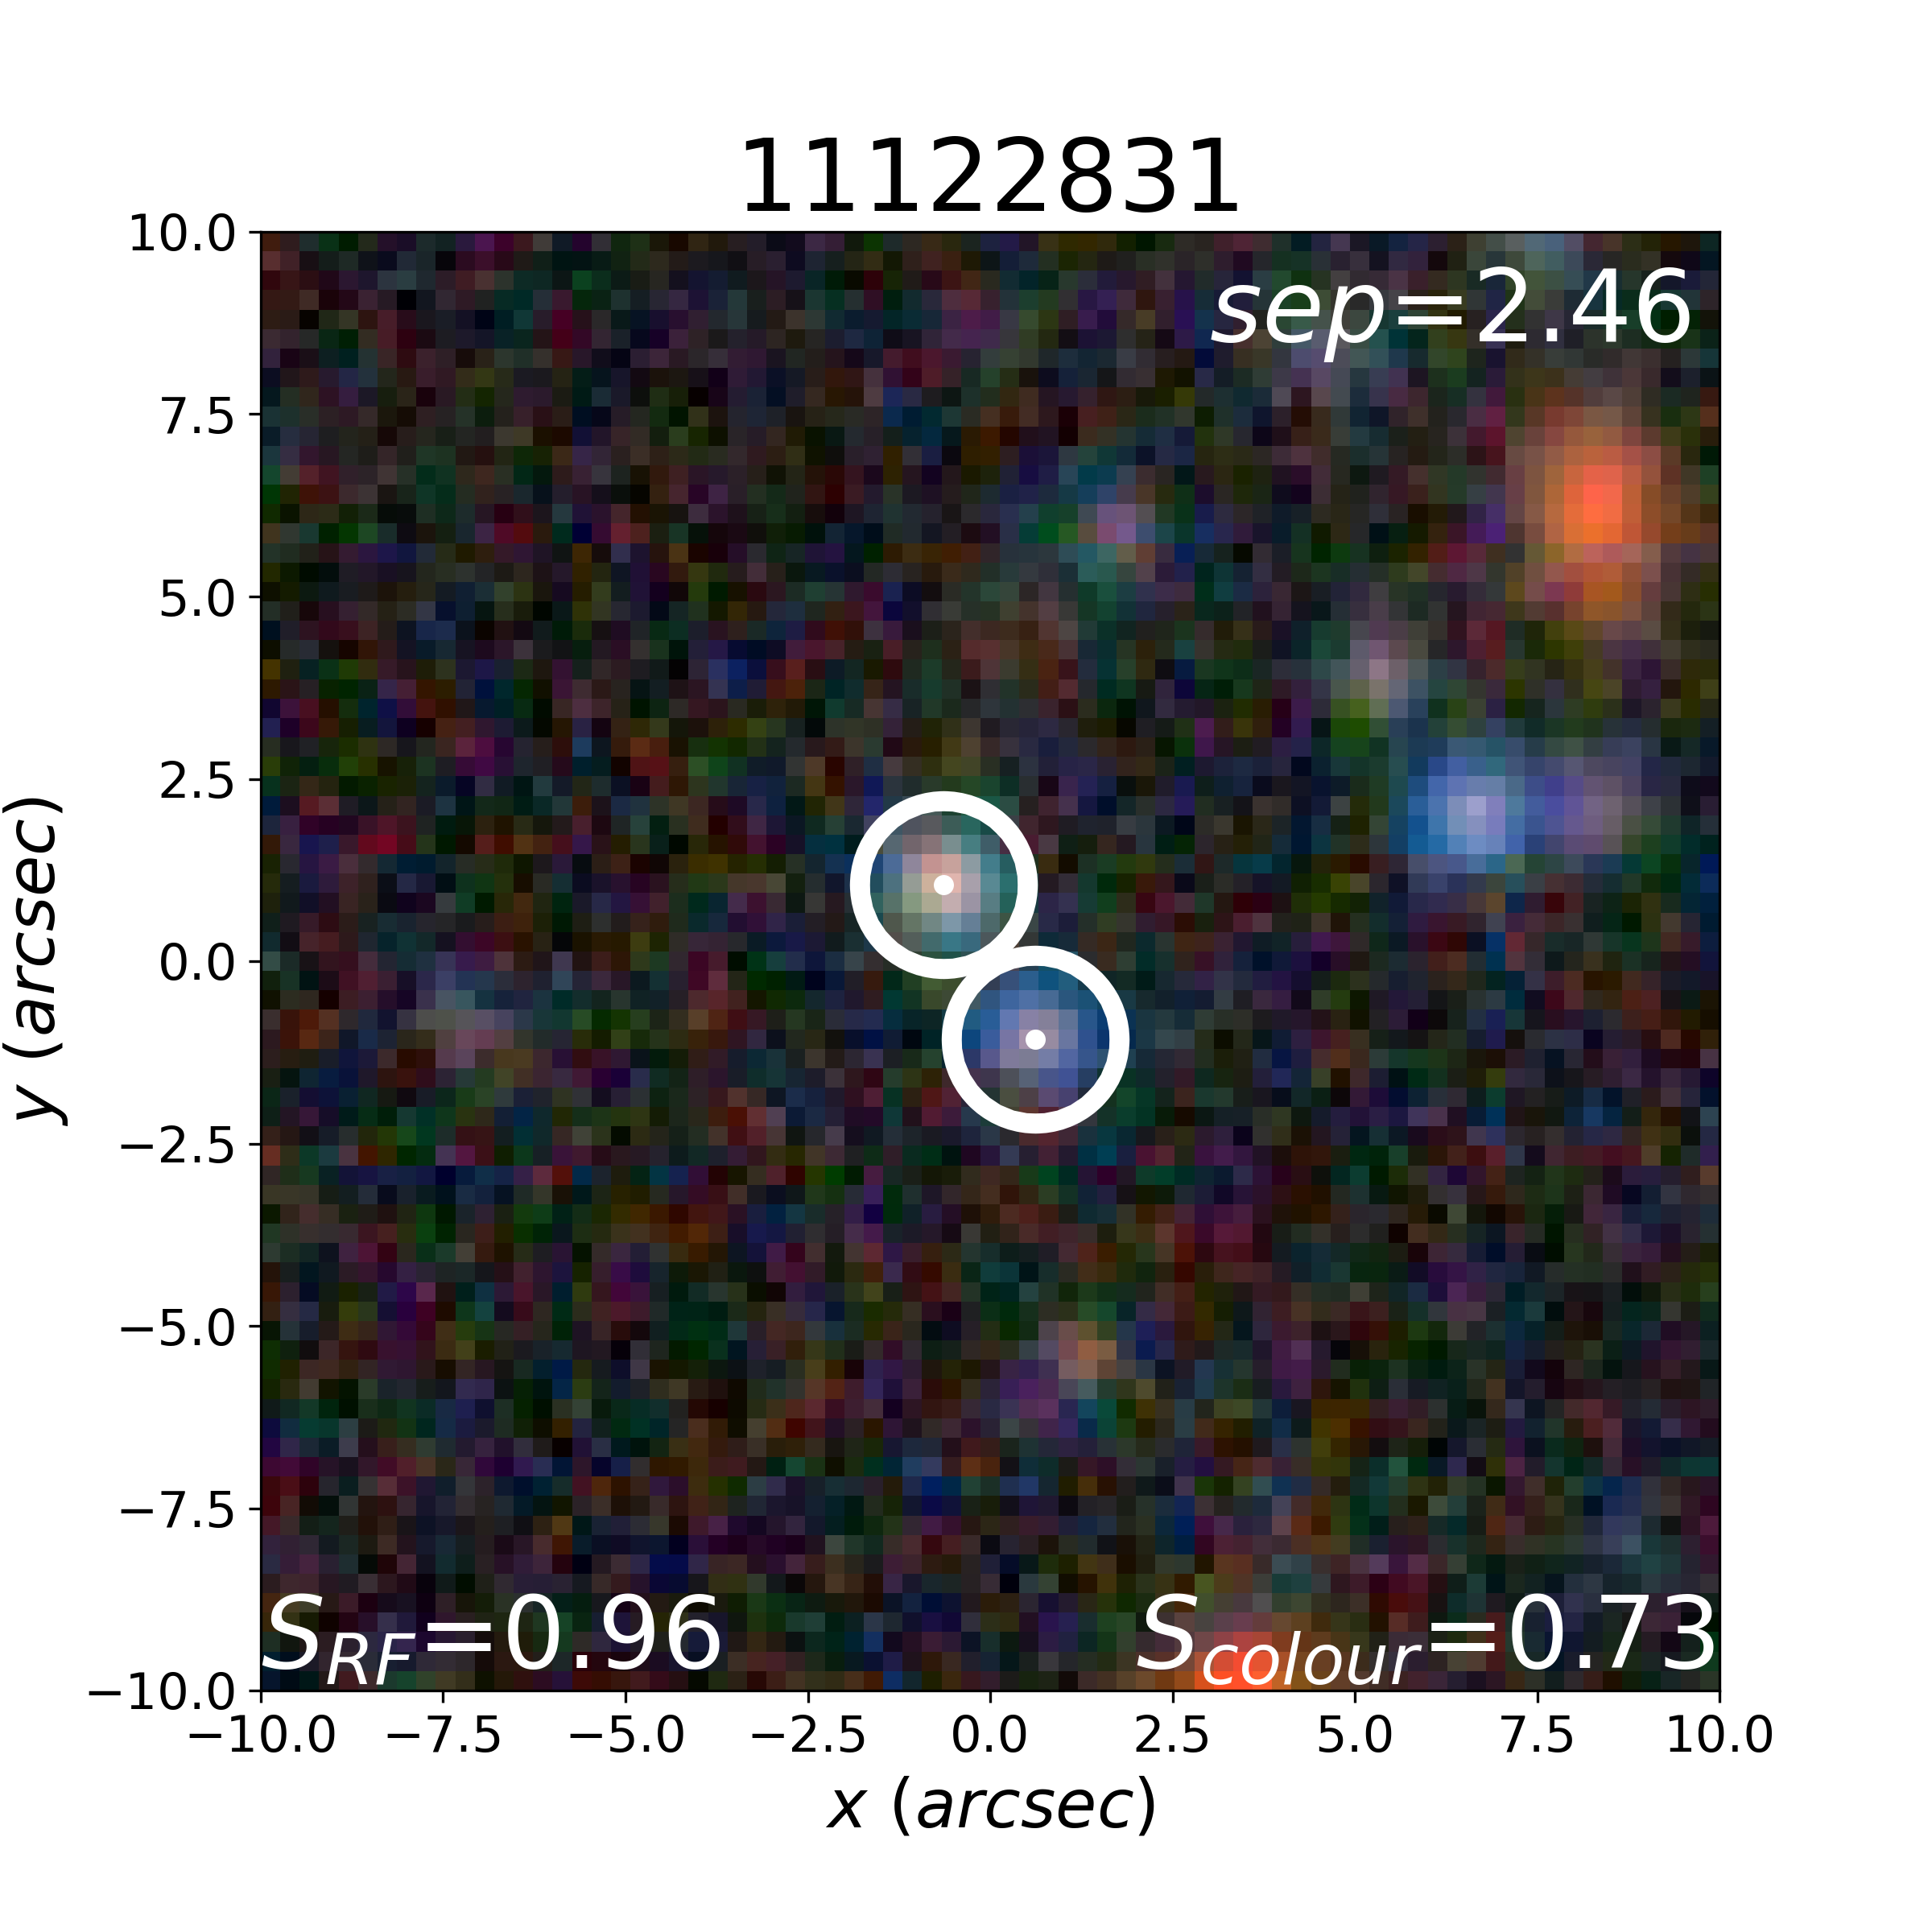 11122831
sep=2.46
10.0
7.5
5.0
2.5
0.0
−2.5
−5.0
−7.5
−10.0
y (arcsec)
S_RF=0.96
S_colour=0.73
−10.0 −7.5 −5.0 −2.5 0.0 2.5 5.0 7.5 10.0
x (arcsec)